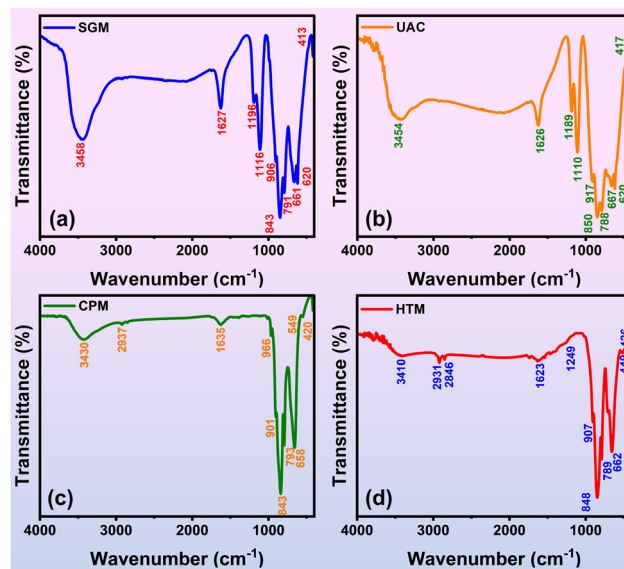 SGM
Transmittance (%)
413
3458
1627
1196
1116
906
843
791
661
620
(a)
4000 3000 2000 1000
Wavenumber (cm⁻¹)
UAC
Transmittance (%)
417
3454
1626
1189
1110
917
850
788
667
620
(b)
4000 3000 2000 1000
Wavenumber (cm⁻¹)
CPM
Transmittance (%)
3430
2937
1635
966
901
843
793
658
549
420
(c)
4000 3000 2000 1000
Wavenumber (cm⁻¹)
HTM
Transmittance (%)
3410
2931
2846
1623
1249
907
848
789
662
(d)
4000 3000 2000 1000
Wavenumber (cm⁻¹)